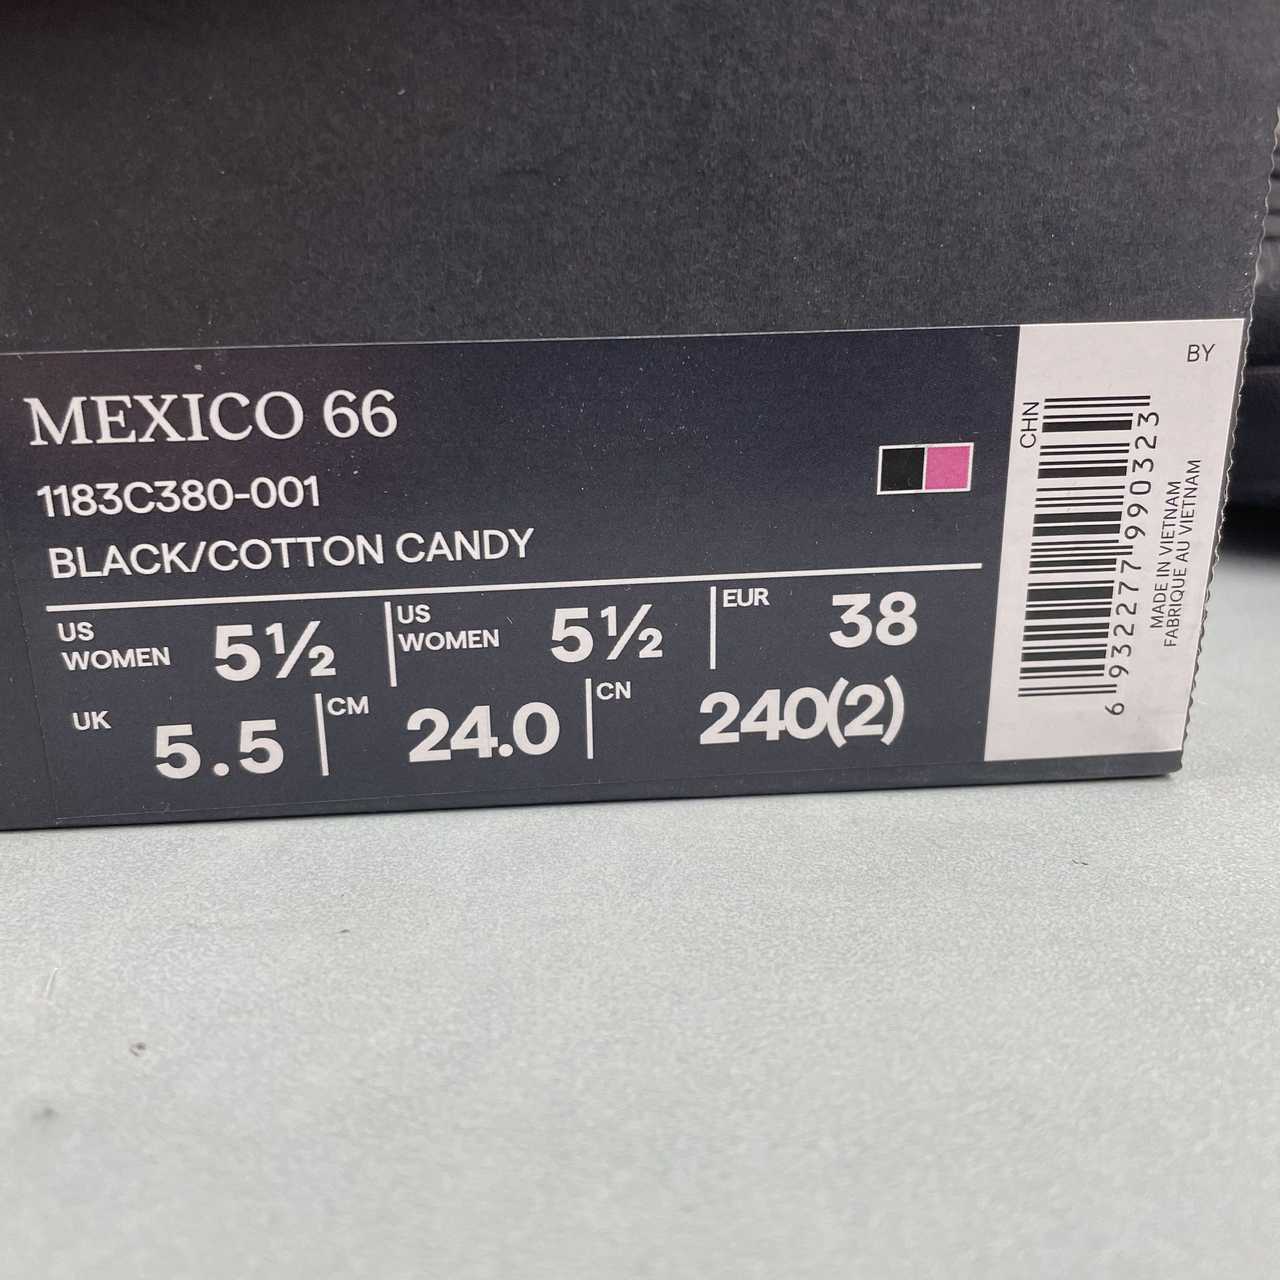 MEXICO 66
1183C380-001
BLACK/COTTON CANDY
US WOMEN 5½
US WOMEN 5½
EUR 38
UK 5.5
CM 24.0
CN 240(2)
BY
CHN
6 932277 990323
MADE IN VIETNAM
FABRIQUE AU VIETNAM